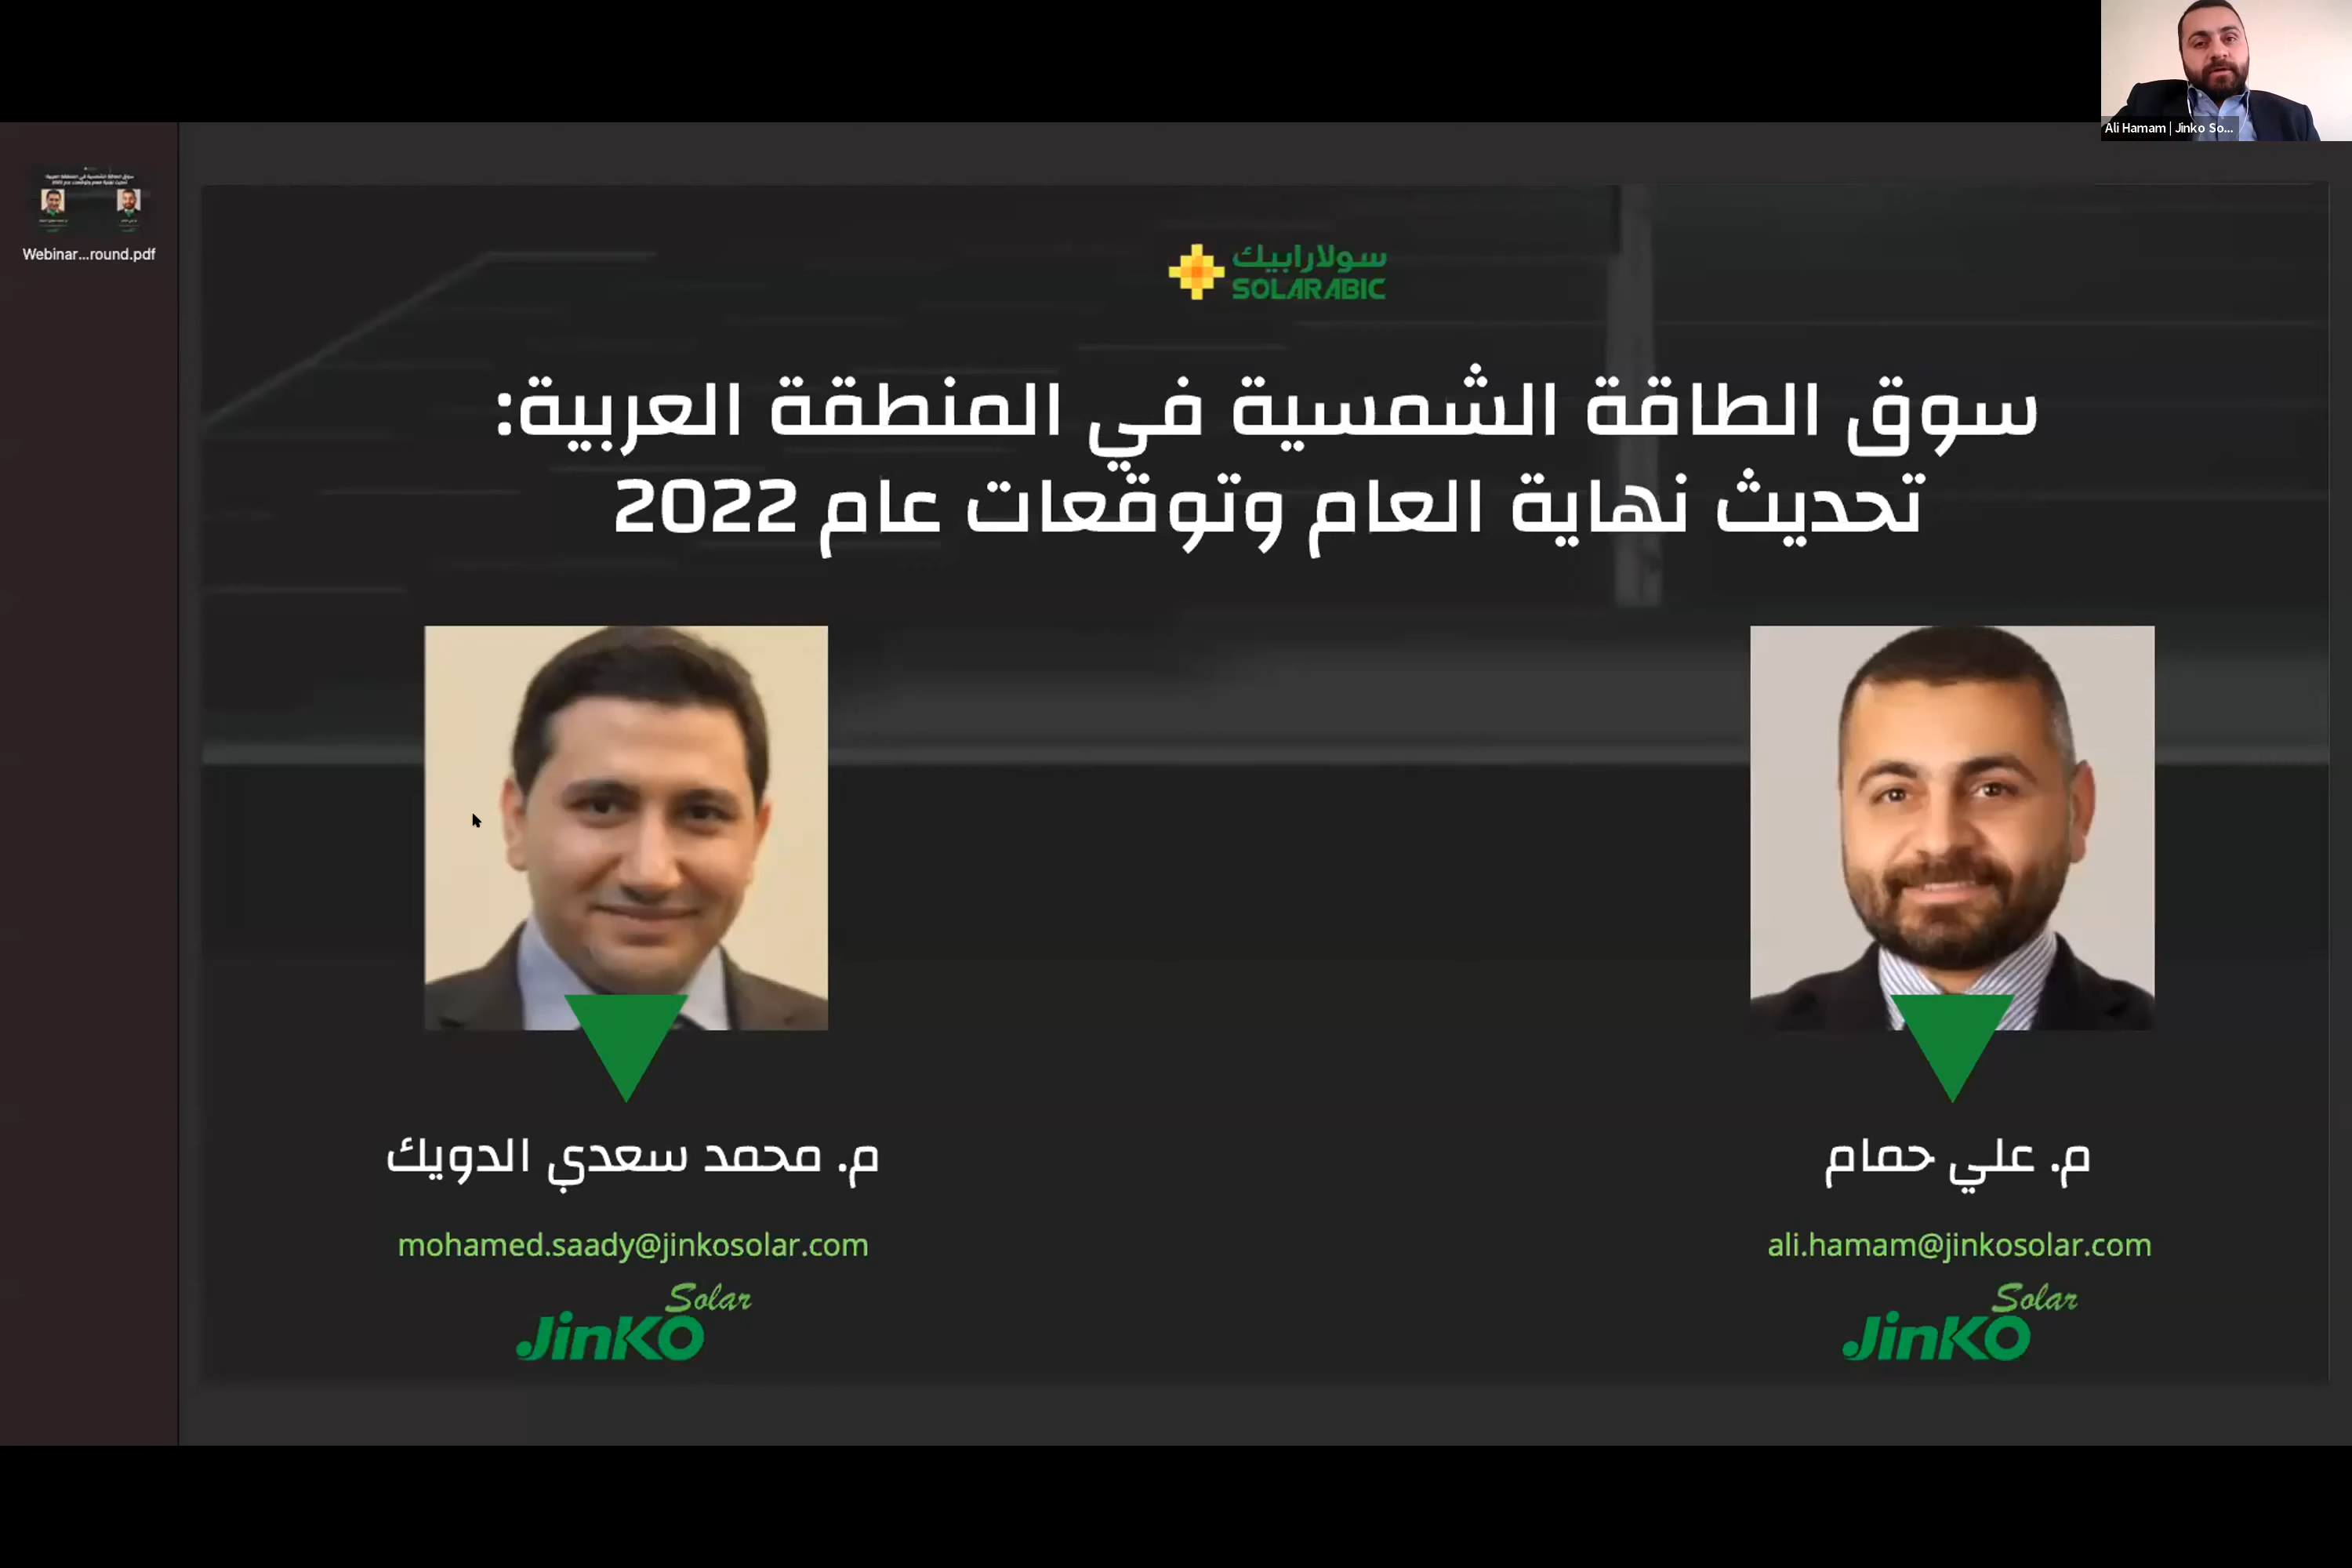 Ali Hamam | Jinko So...
Webinar...round.pdf
سولارابيك
SOLARABIC
سوق الطاقة الشمسية في المنطقة العربية:
تحديث نهاية العام وتوقعات عام 2022
م. علي حمام
ali.hamam@jinkosolar.com
Solar
JinKO
م. محمد سعدي الدويك
mohamed.saady@jinkosolar.com
Solar
JinKO